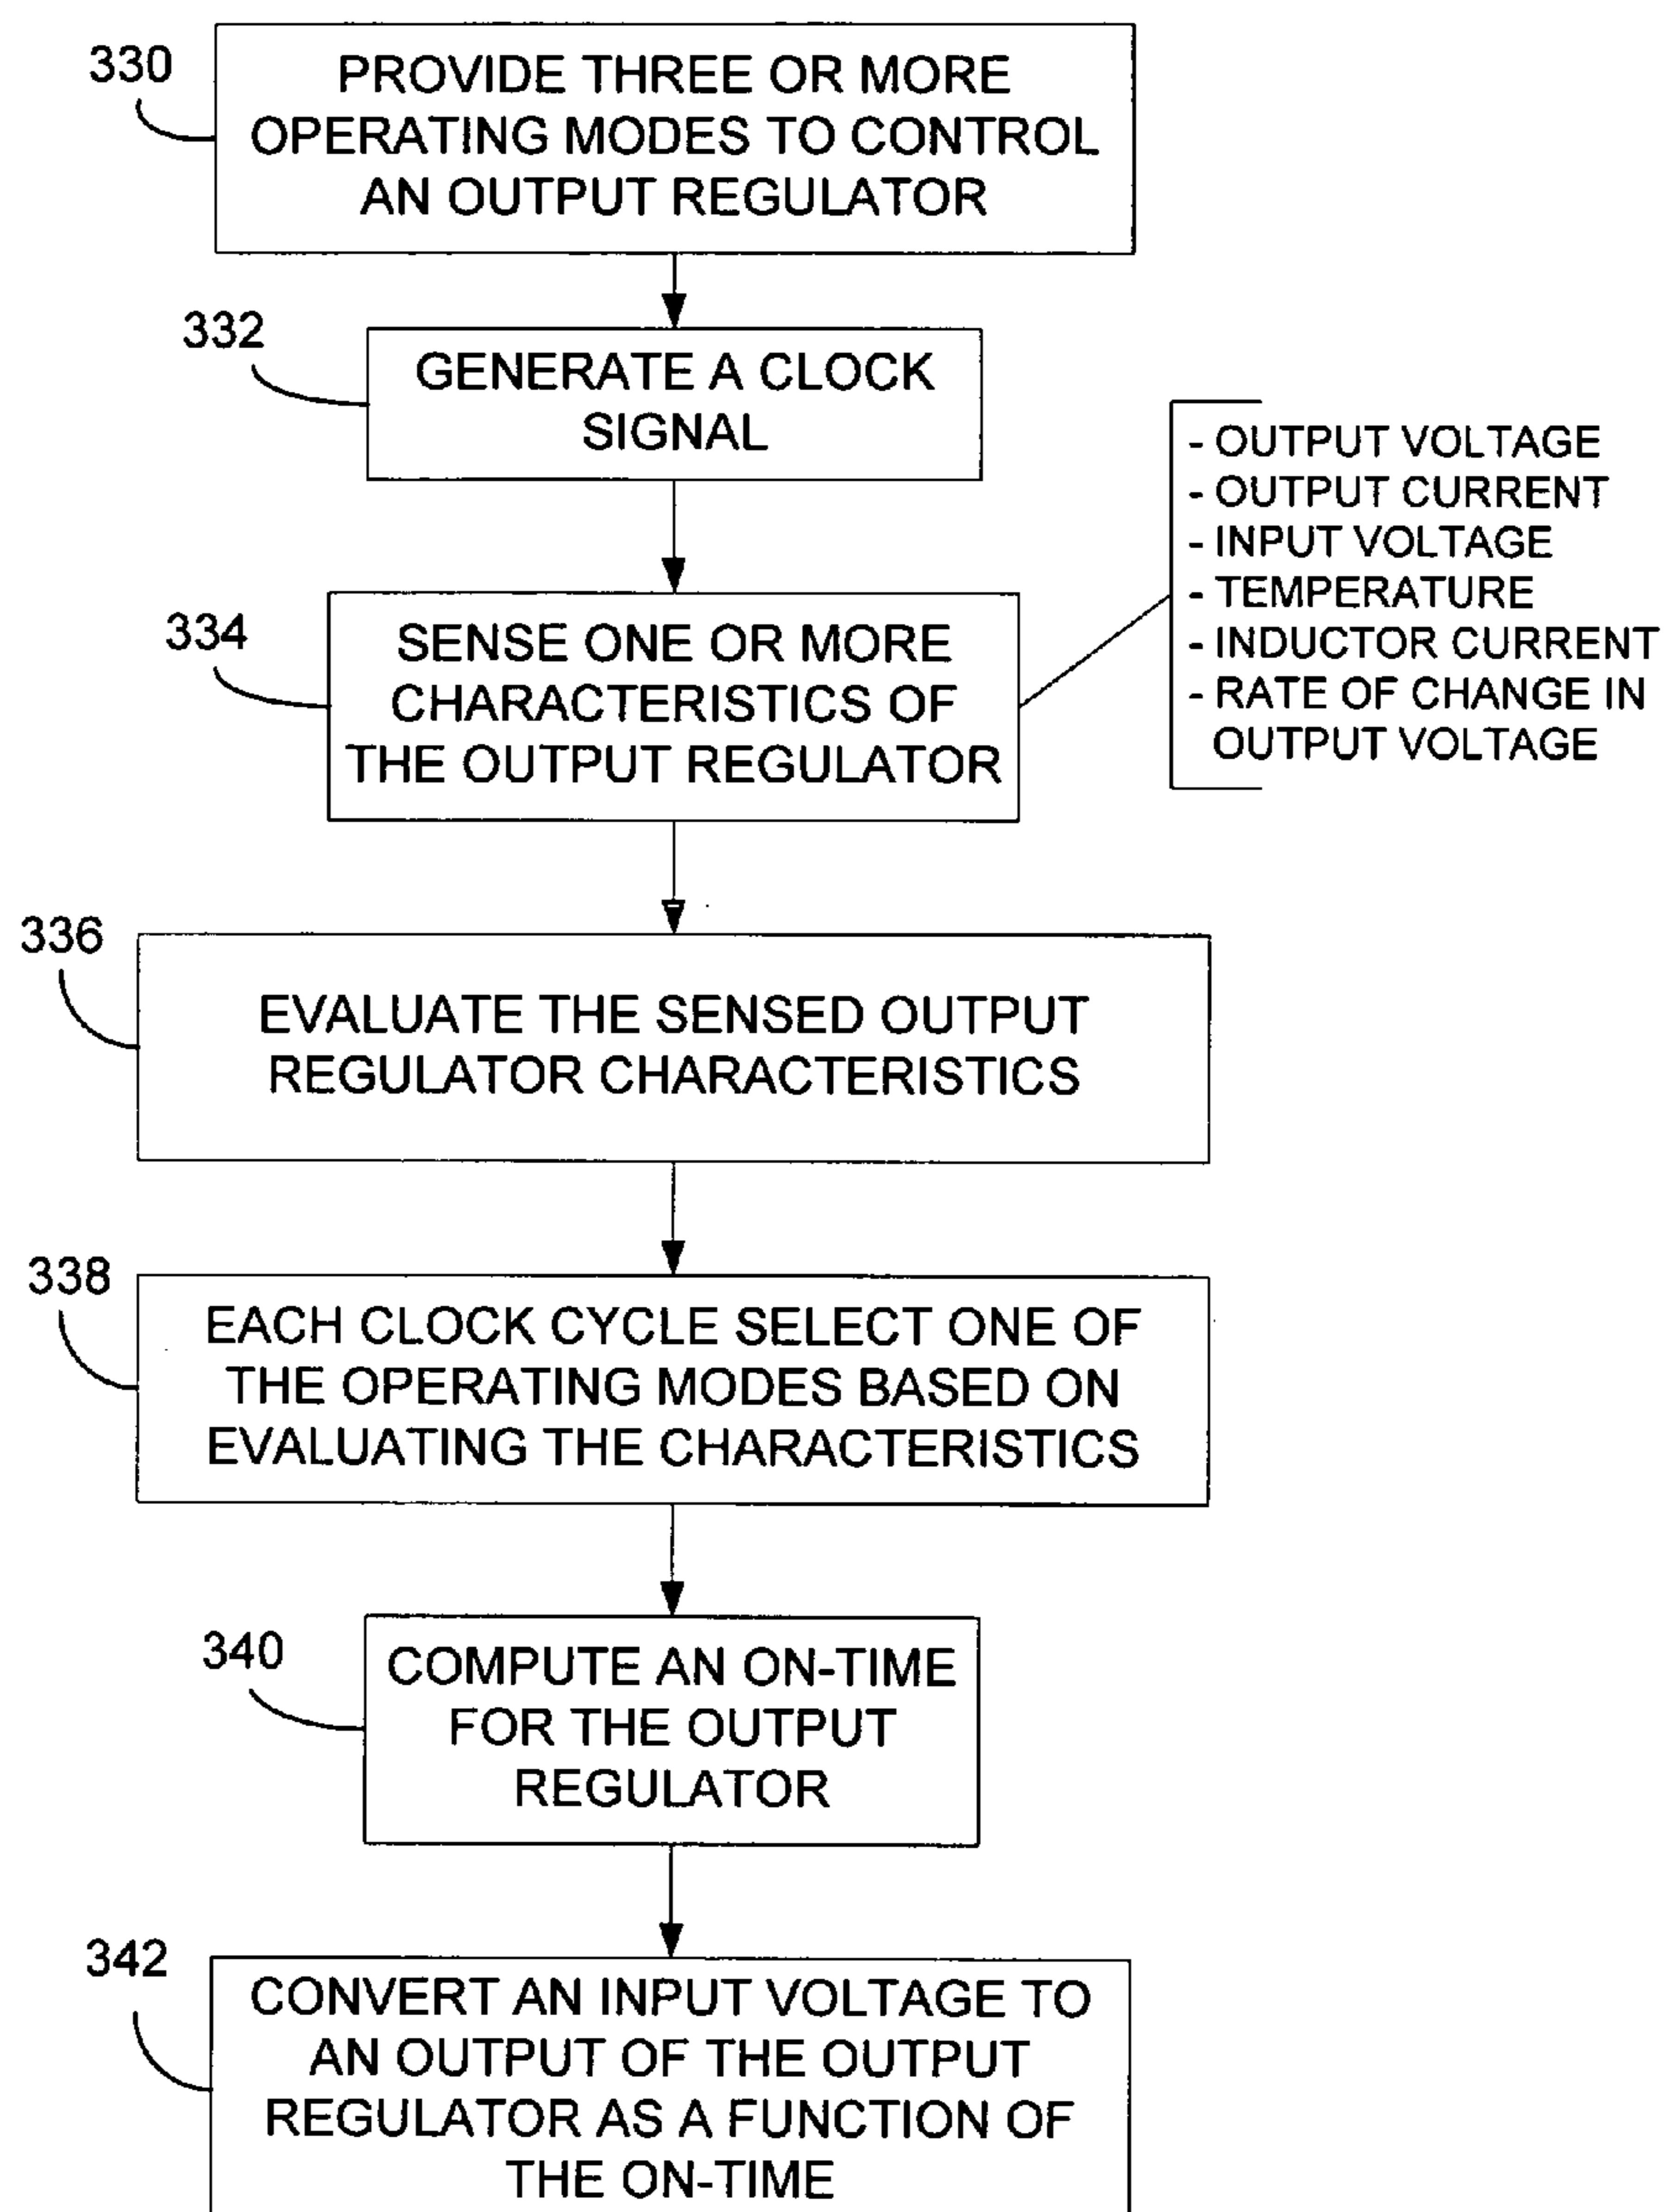 330
PROVIDE THREE OR MORE
OPERATING MODES TO CONTROL
AN OUTPUT REGULATOR
332
GENERATE A CLOCK
SIGNAL
334
SENSE ONE OR MORE
CHARACTERISTICS OF
THE OUTPUT REGULATOR
- OUTPUT VOLTAGE
- OUTPUT CURRENT
- INPUT VOLTAGE
- TEMPERATURE
- INDUCTOR CURRENT
- RATE OF CHANGE IN
OUTPUT VOLTAGE
336
EVALUATE THE SENSED OUTPUT
REGULATOR CHARACTERISTICS
338
EACH CLOCK CYCLE SELECT ONE OF
THE OPERATING MODES BASED ON
EVALUATING THE CHARACTERISTICS
340
COMPUTE AN ON-TIME
FOR THE OUTPUT
REGULATOR
342
CONVERT AN INPUT VOLTAGE TO
AN OUTPUT OF THE OUTPUT
REGULATOR AS A FUNCTION OF
THE ON-TIME